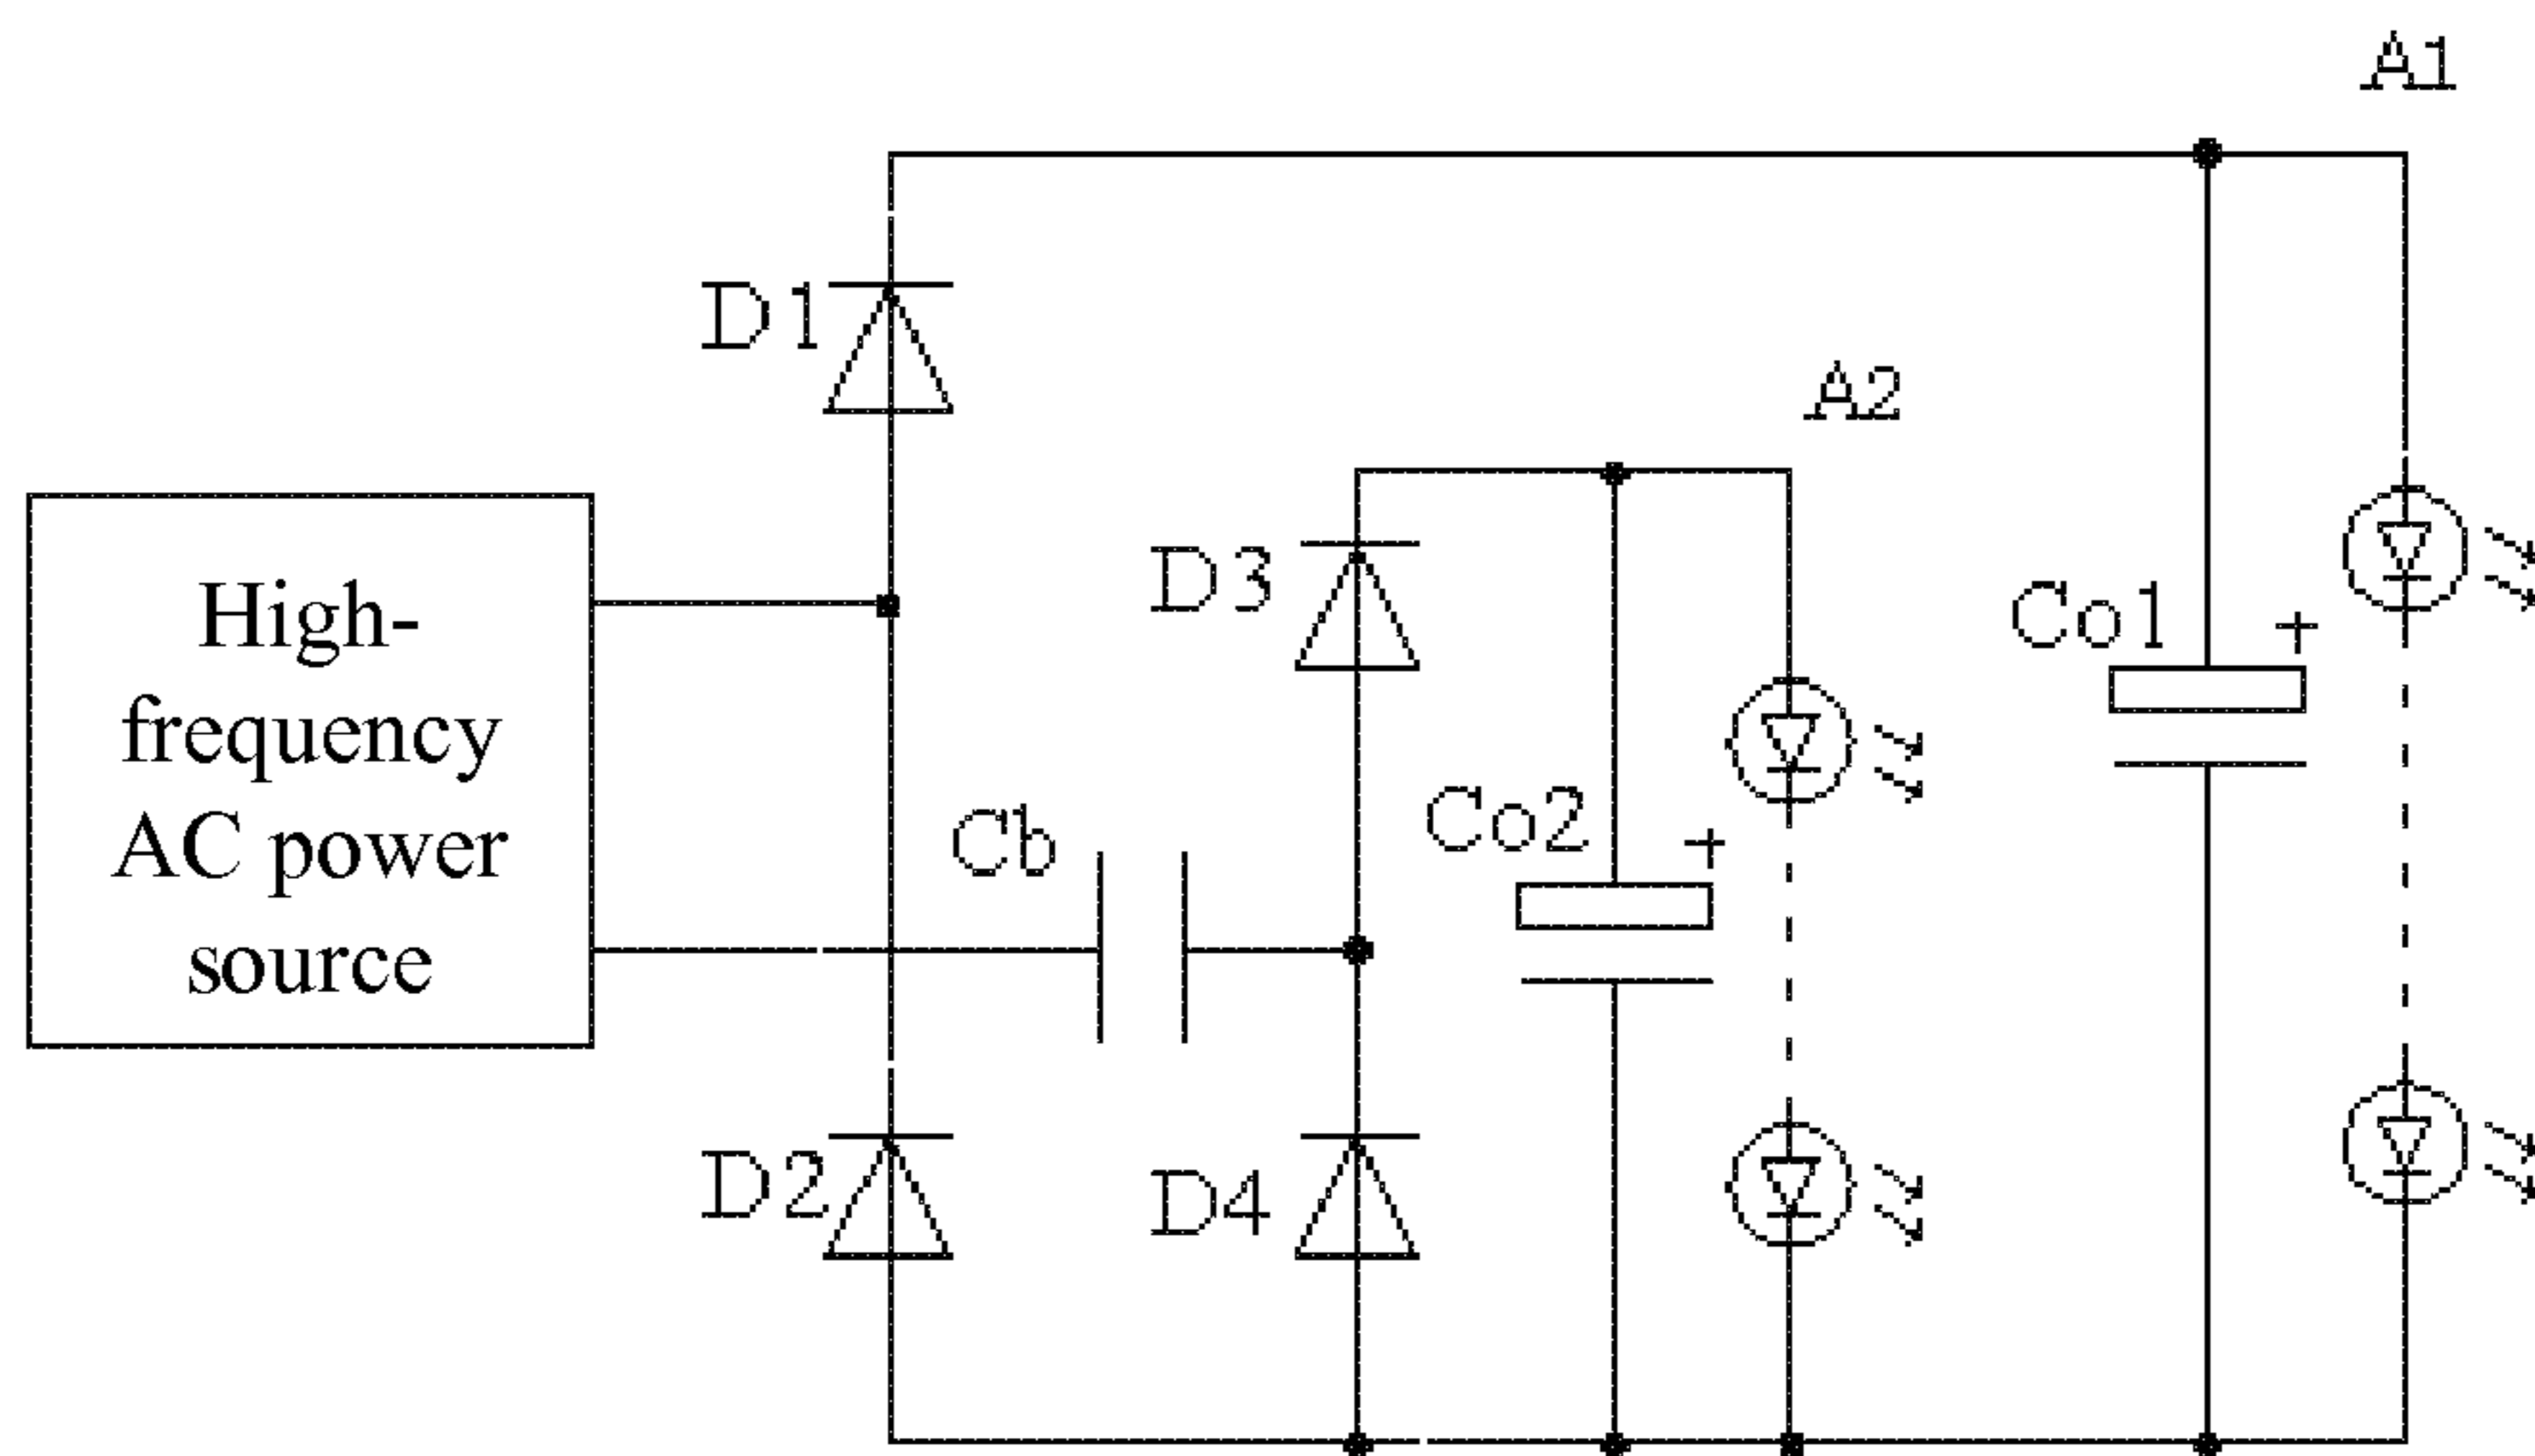 A1
D1
A2
D3
High-
frequency
AC power
source
Co1
+
Cb
Co2
+
D2
D4